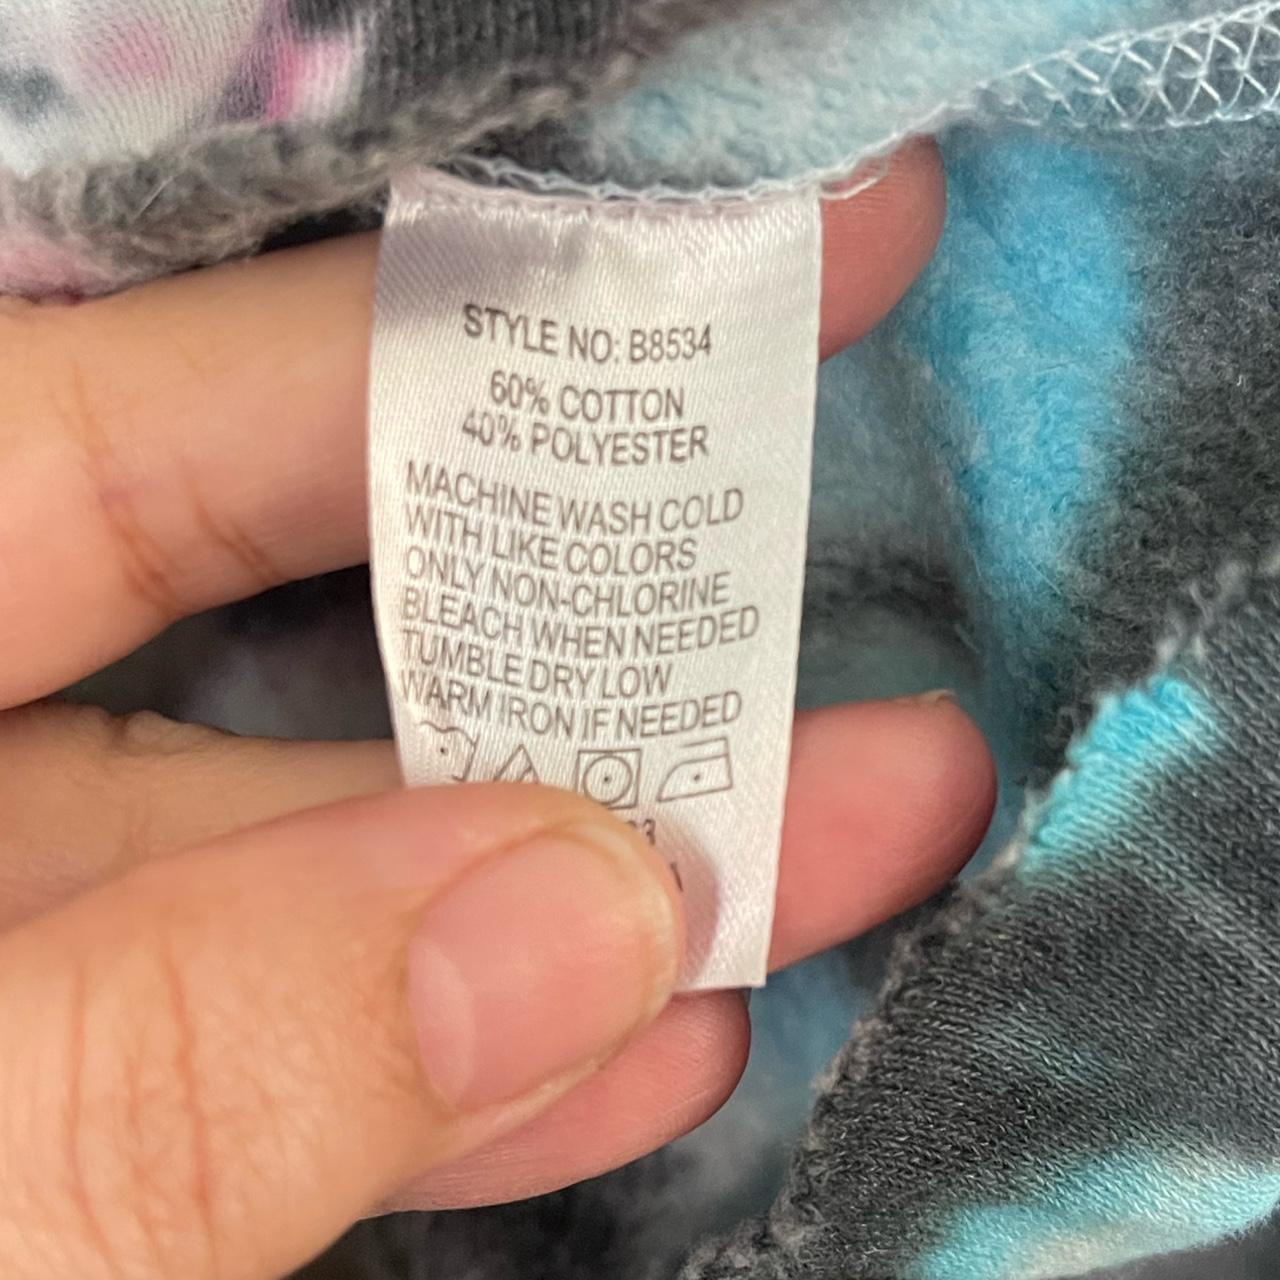 STYLE NO: B8534
60% COTTON
40% POLYESTER
MACHINE WASH COLD
WITH LIKE COLORS
ONLY NON-CHLORINE
BLEACH WHEN NEEDED
TUMBLE DRY LOW
WARM IRON IF NEEDED